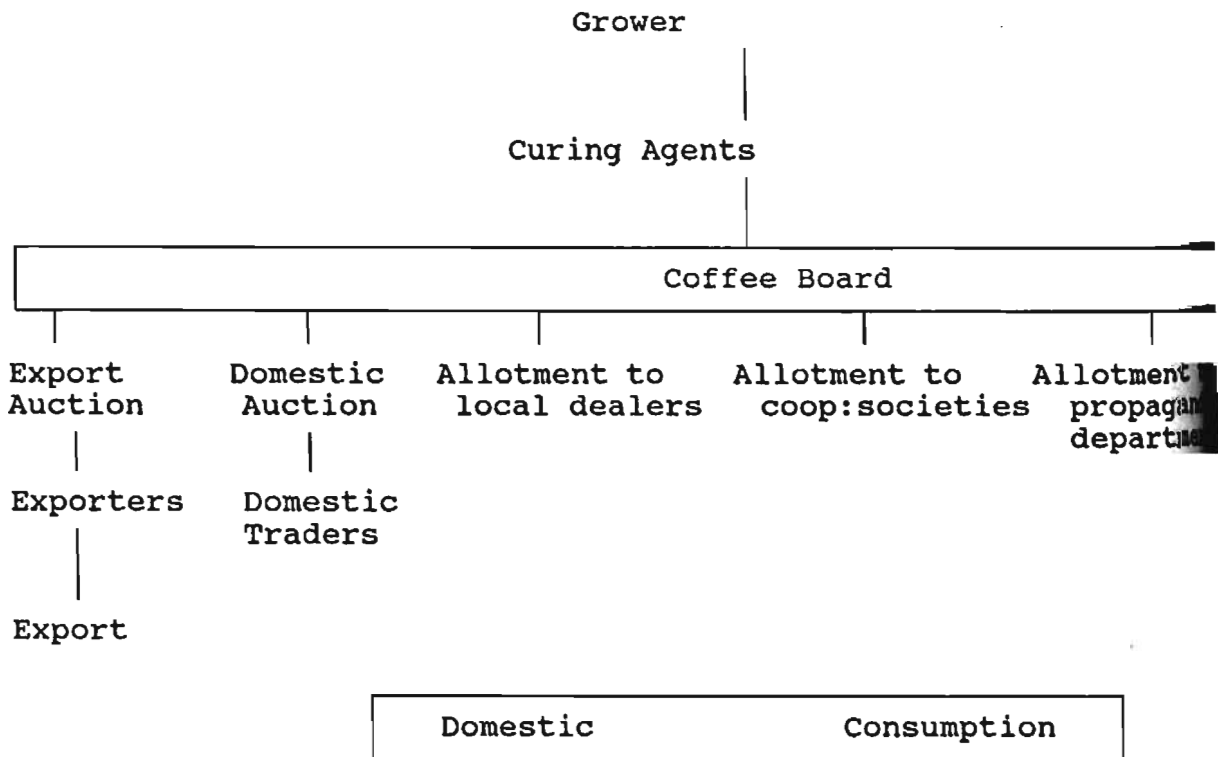 Grower
Curing Agents
Coffee Board
Export Domestic Allotment to Allotment to Allotment
Auction Auction local dealers coop:societies
Exporters Domestic
Traders
Export
Domestic Consumption